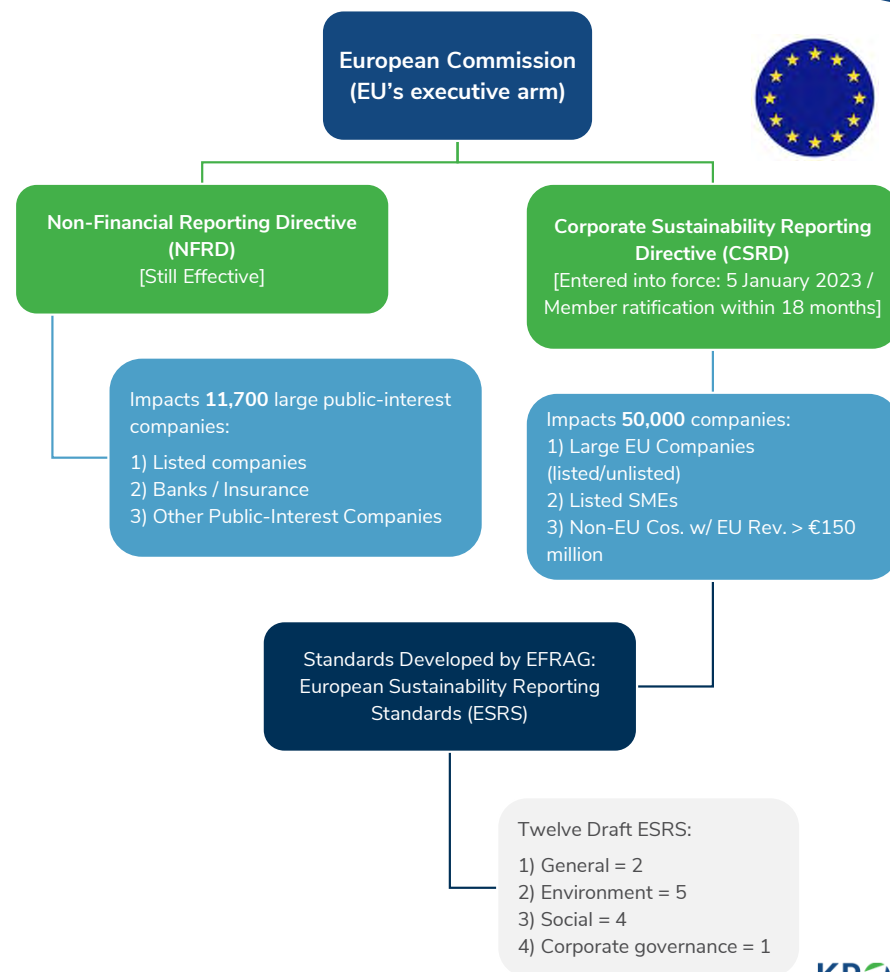 European Commission
(EU's executive arm)
Non-Financial Reporting Directive
(NFRD)
[Still Effective]
Corporate Sustainability Reporting
Directive (CSRD)
[Entered into force: 5 January 2023 /
Member ratification within 18 months]
Impacts 11,700 large public-interest
companies:
1) Listed companies
2) Banks / Insurance
3) Other Public-Interest Companies
Impacts 50,000 companies:
1) Large EU Companies
(listed/unlisted)
2) Listed SMEs
3) Non-EU Cos. w/ EU Rev. > €150
million
Standards Developed by EFRAG:
European Sustainability Reporting
Standards (ESRS)
Twelve Draft ESRS:
1) General = 2
2) Environment = 5
3) Social = 4
4) Corporate governance = 1